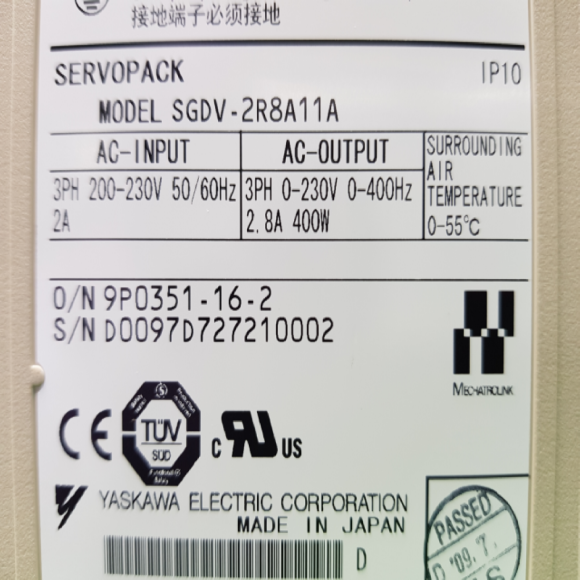 接地端子必须接地
SERVOPACK IP10
MODEL SGDV-2R8A11A
AC-INPUT AC-OUTPUT SURROUNDING
AIR
TEMPERATURE
0-55℃
3PH 200-230V 50/60Hz 3PH 0-230V 0-400Hz
2A 2.8A 400W
O/N 9P0351-16-2
S/N D0097D727210002
MECHATROLINK
CE TÜV SÜD c RU US
YASKAWA ELECTRIC CORPORATION
MADE IN JAPAN
D
PASSED
D '09.7.